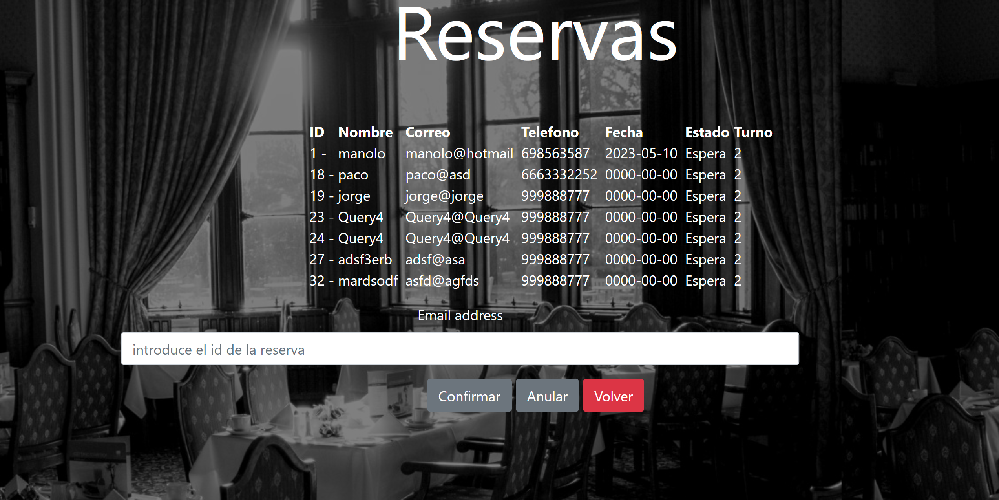 Reservas
ID Nombre Correo Telefono Fecha Estado Turno
1 - manolo manolo@hotmail 698563587 2023-05-10 Espera 2
18 - paco paco@asd 6663332252 0000-00-00 Espera 2
19 - jorge jorge@jorge 999888777 0000-00-00 Espera 2
23 - Query4 Query4@Query4 999888777 0000-00-00 Espera 2
24 - Query4 Query4@Query4 999888777 0000-00-00 Espera 2
27 - adsf3erb adsf@asa 999888777 0000-00-00 Espera 2
32 - mardsodf asfd@agfds 999888777 0000-00-00 Espera 2
Email address
introduce el id de la reserva
Confirmar Anular Volver